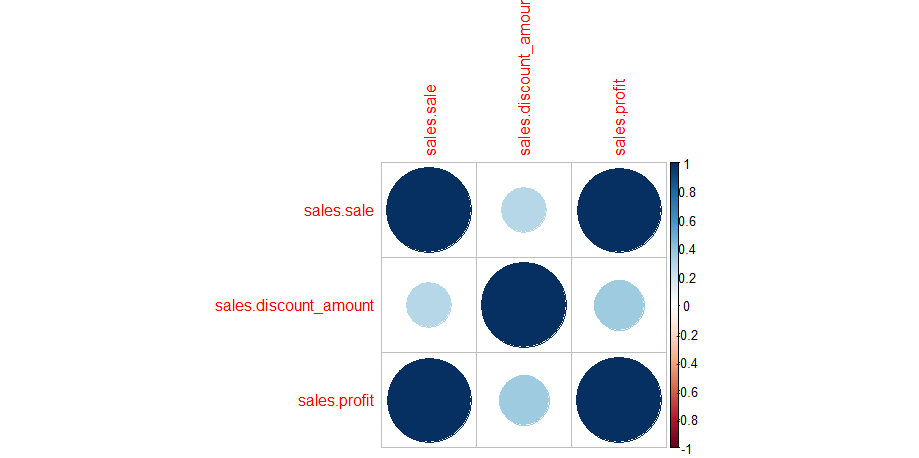 sales.sale
sales.discount_amoun
sales.profit
sales.sale
sales.discount_amount
sales.profit
1
0.8
0.6
0.4
0.2
0
0.2
0.4
0.6
0.8
-1